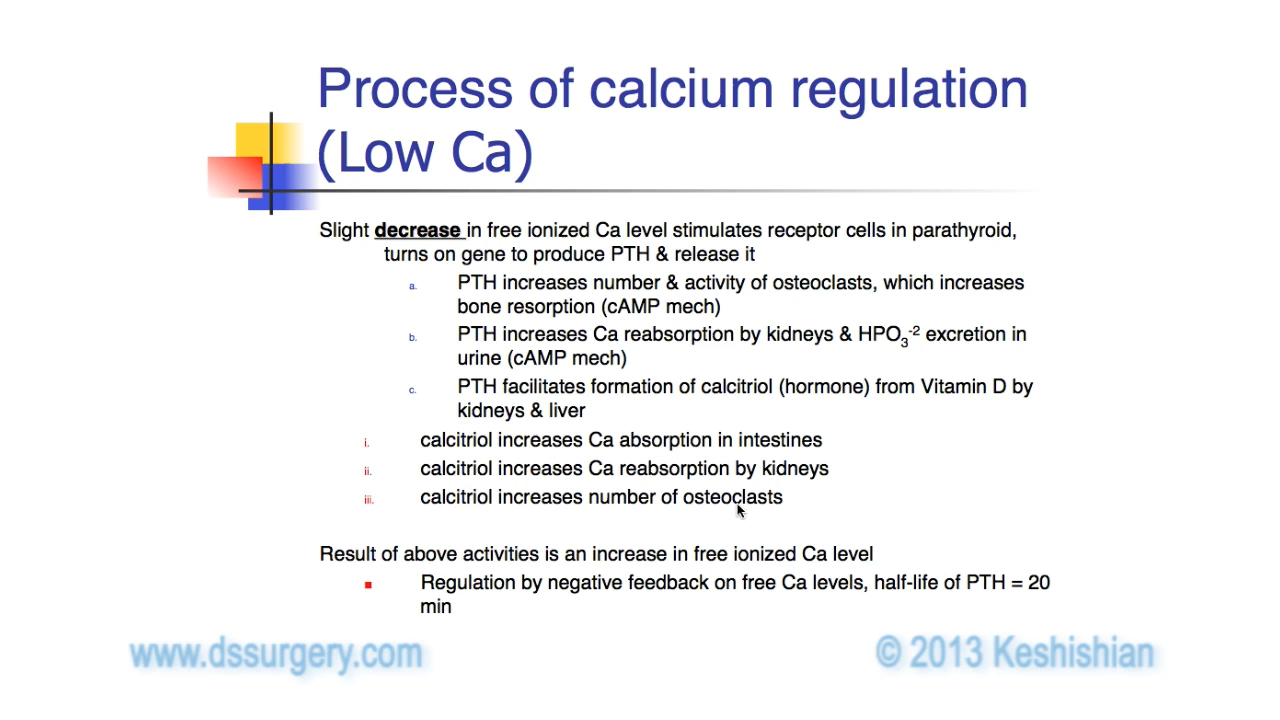 Process of calcium regulation
(Low Ca)
Slight decrease in free ionized Ca level stimulates receptor cells in parathyroid,
turns on gene to produce PTH & release it
a. PTH increases number & activity of osteoclasts, which increases
bone resorption (cAMP mech)
b. PTH increases Ca reabsorption by kidneys & HPO3-2 excretion in
urine (cAMP mech)
c. PTH facilitates formation of calcitriol (hormone) from Vitamin D by
kidneys & liver
i. calcitriol increases Ca absorption in intestines
ii. calcitriol increases Ca reabsorption by kidneys
iii. calcitriol increases number of osteoclasts
Result of above activities is an increase in free ionized Ca level
Regulation by negative feedback on free Ca levels, half-life of PTH = 20
min
www.dssurgery.com © 2013 Keshishian